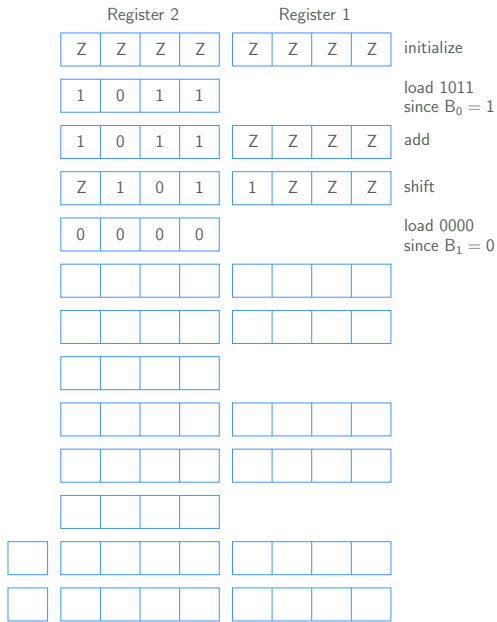 Register 2 Register 1
Z Z Z Z Z Z Z Z initialize
1 0 1 1 load 1011
since B₀ = 1
1 0 1 1 Z Z Z Z add
Z 1 0 1 1 Z Z Z shift
0 0 0 0 load 0000
since B₁ = 0